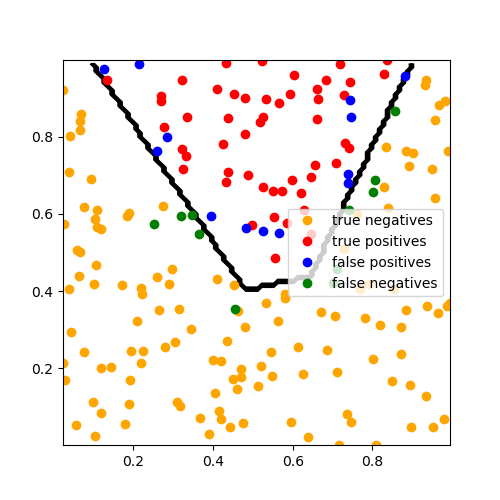 0.8
0.6
0.4
0.2
true negatives
true positives
false positives
false negatives
0.2 0.4 0.6 0.8